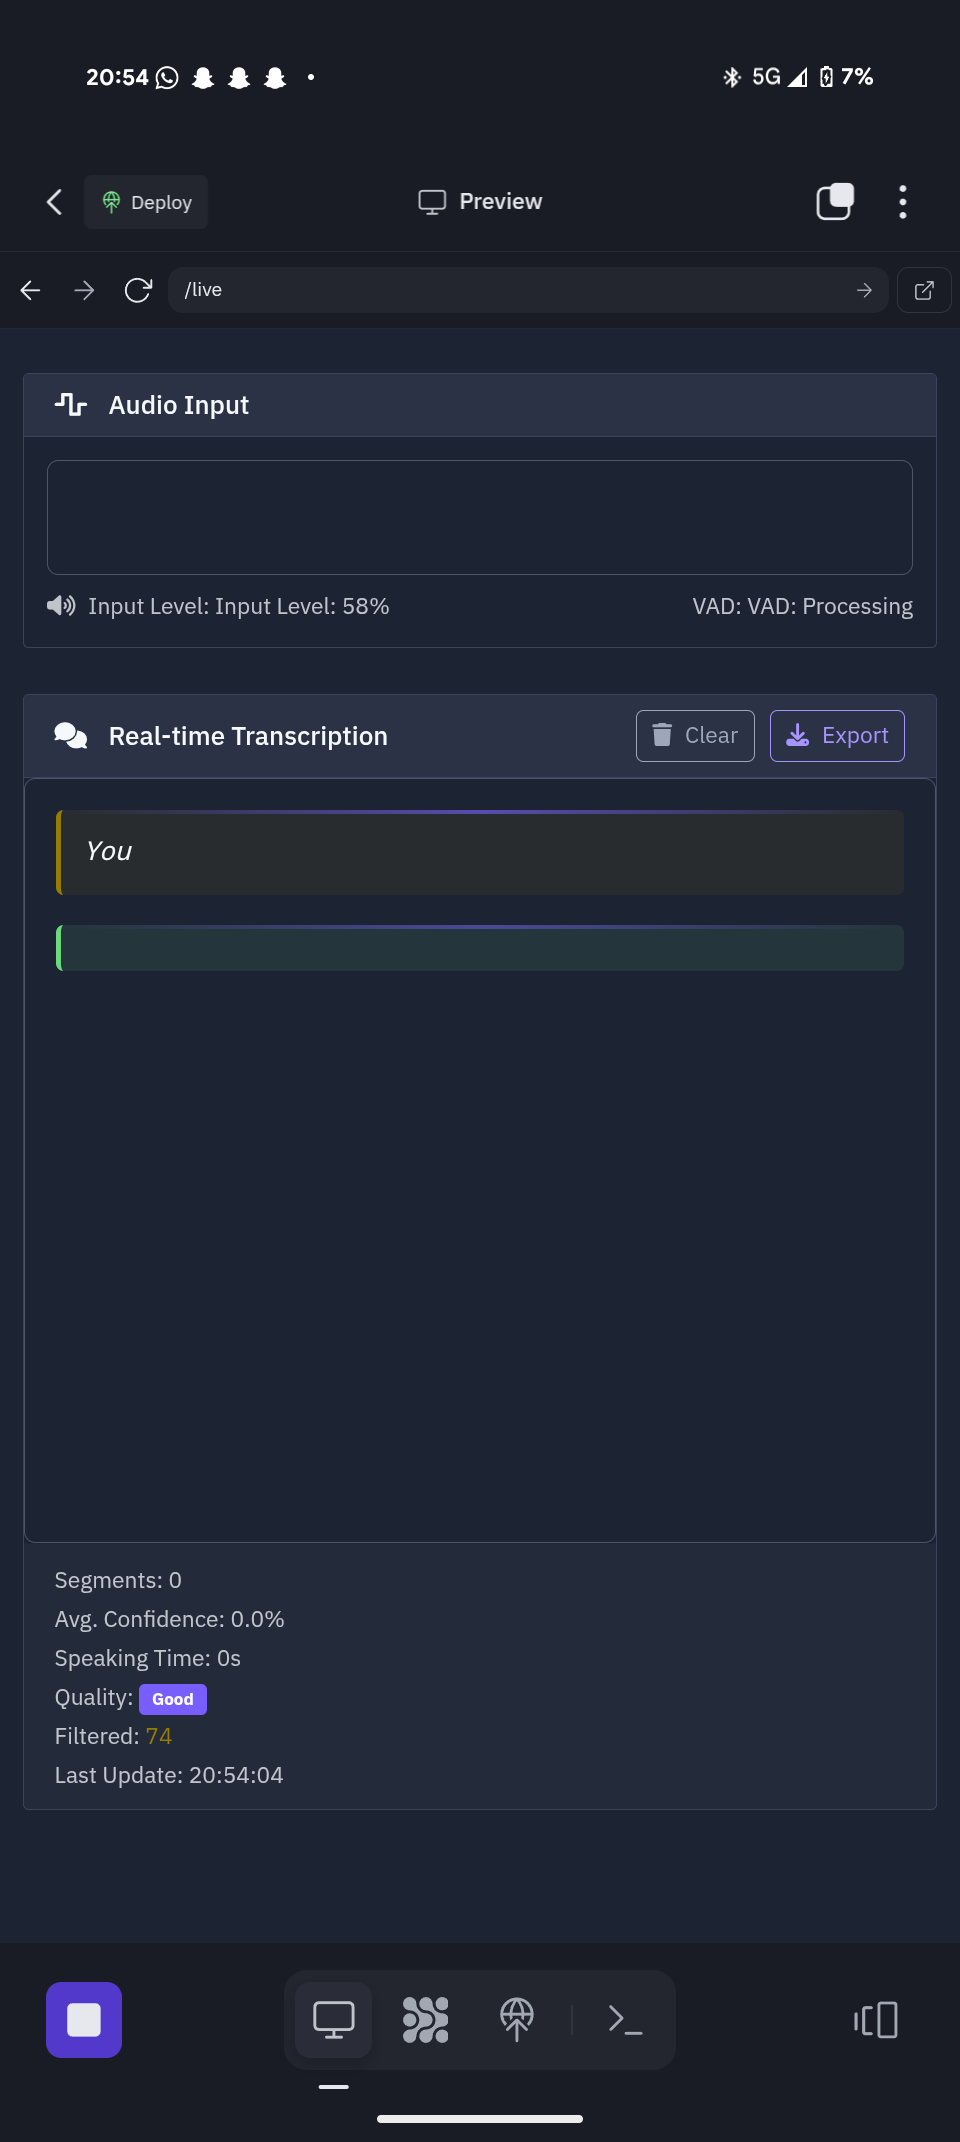 20:54 5G 7%
Deploy Preview
/live
Audio Input
Input Level: Input Level: 58% VAD: VAD: Processing
Real-time Transcription Clear Export
You
Segments: 0
Avg. Confidence: 0.0%
Speaking Time: 0s
Quality: Good
Filtered: 74
Last Update: 20:54:04